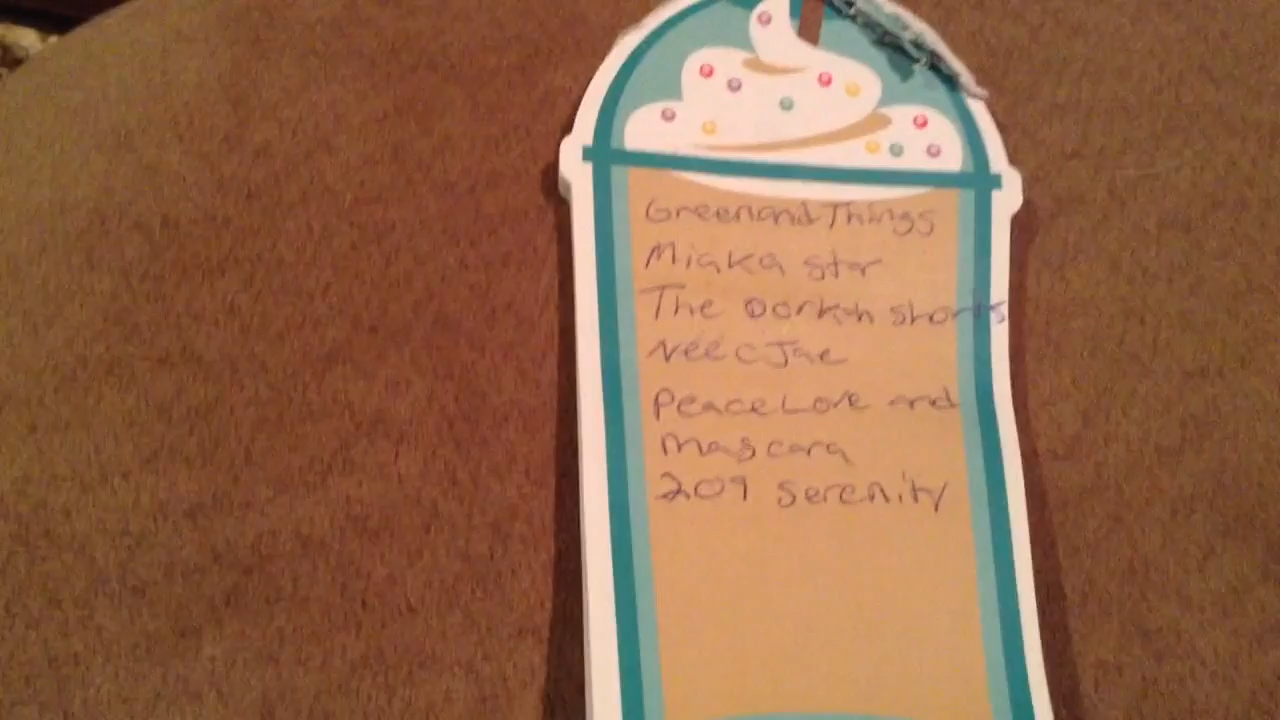 GreenandThings
Miaka star
The Dorkish shorts
NeecJae
PeaceLove and
Mascara
209 Serenity